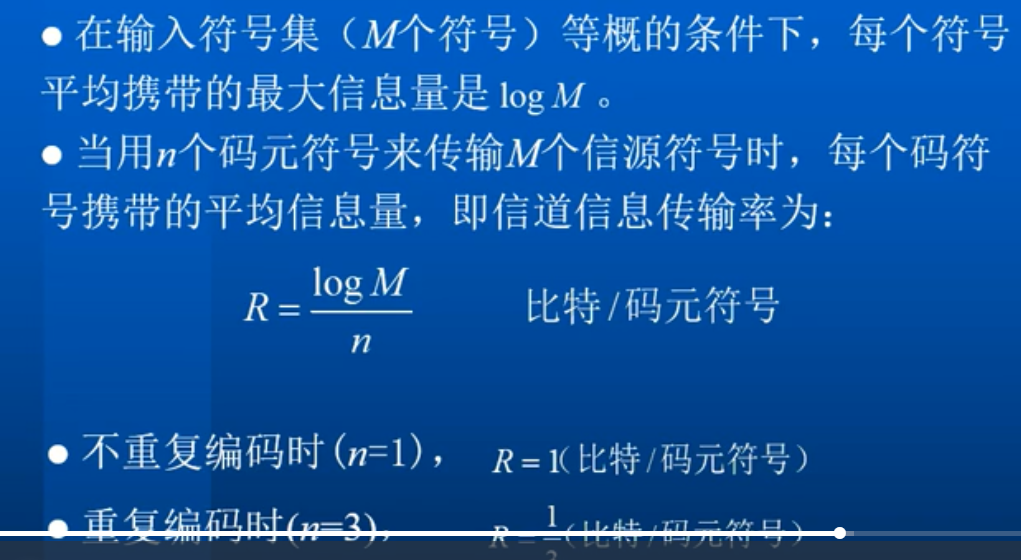 ● 在输入符号集（M个符号）等概的条件下，每个符号
平均携带的最大信息量是 log M 。
● 当用n个码元符号来传输M个信源符号时，每个码符
号携带的平均信息量，即信道信息传输率为:
R = log M / n 比特/码元符号
● 不重复编码时(n=1)， R = 1(比特/码元符号)
● 重复编码时(n=3)， R = 1/3(比特/码元符号)